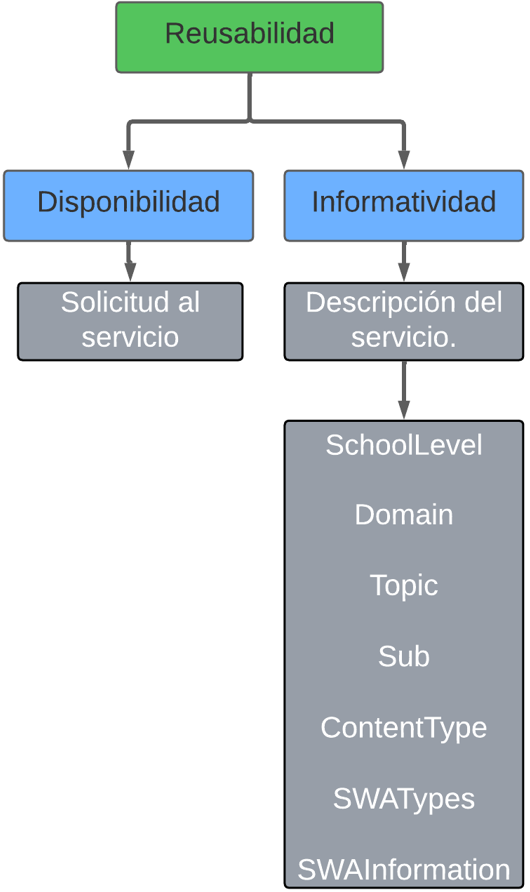 Reusabilidad
Disponibilidad
Informatividad
Solicitud al
servicio
Descripción del
servicio.
SchoolLevel
Domain
Topic
Sub
ContentType
SWATypes
SWAInformation